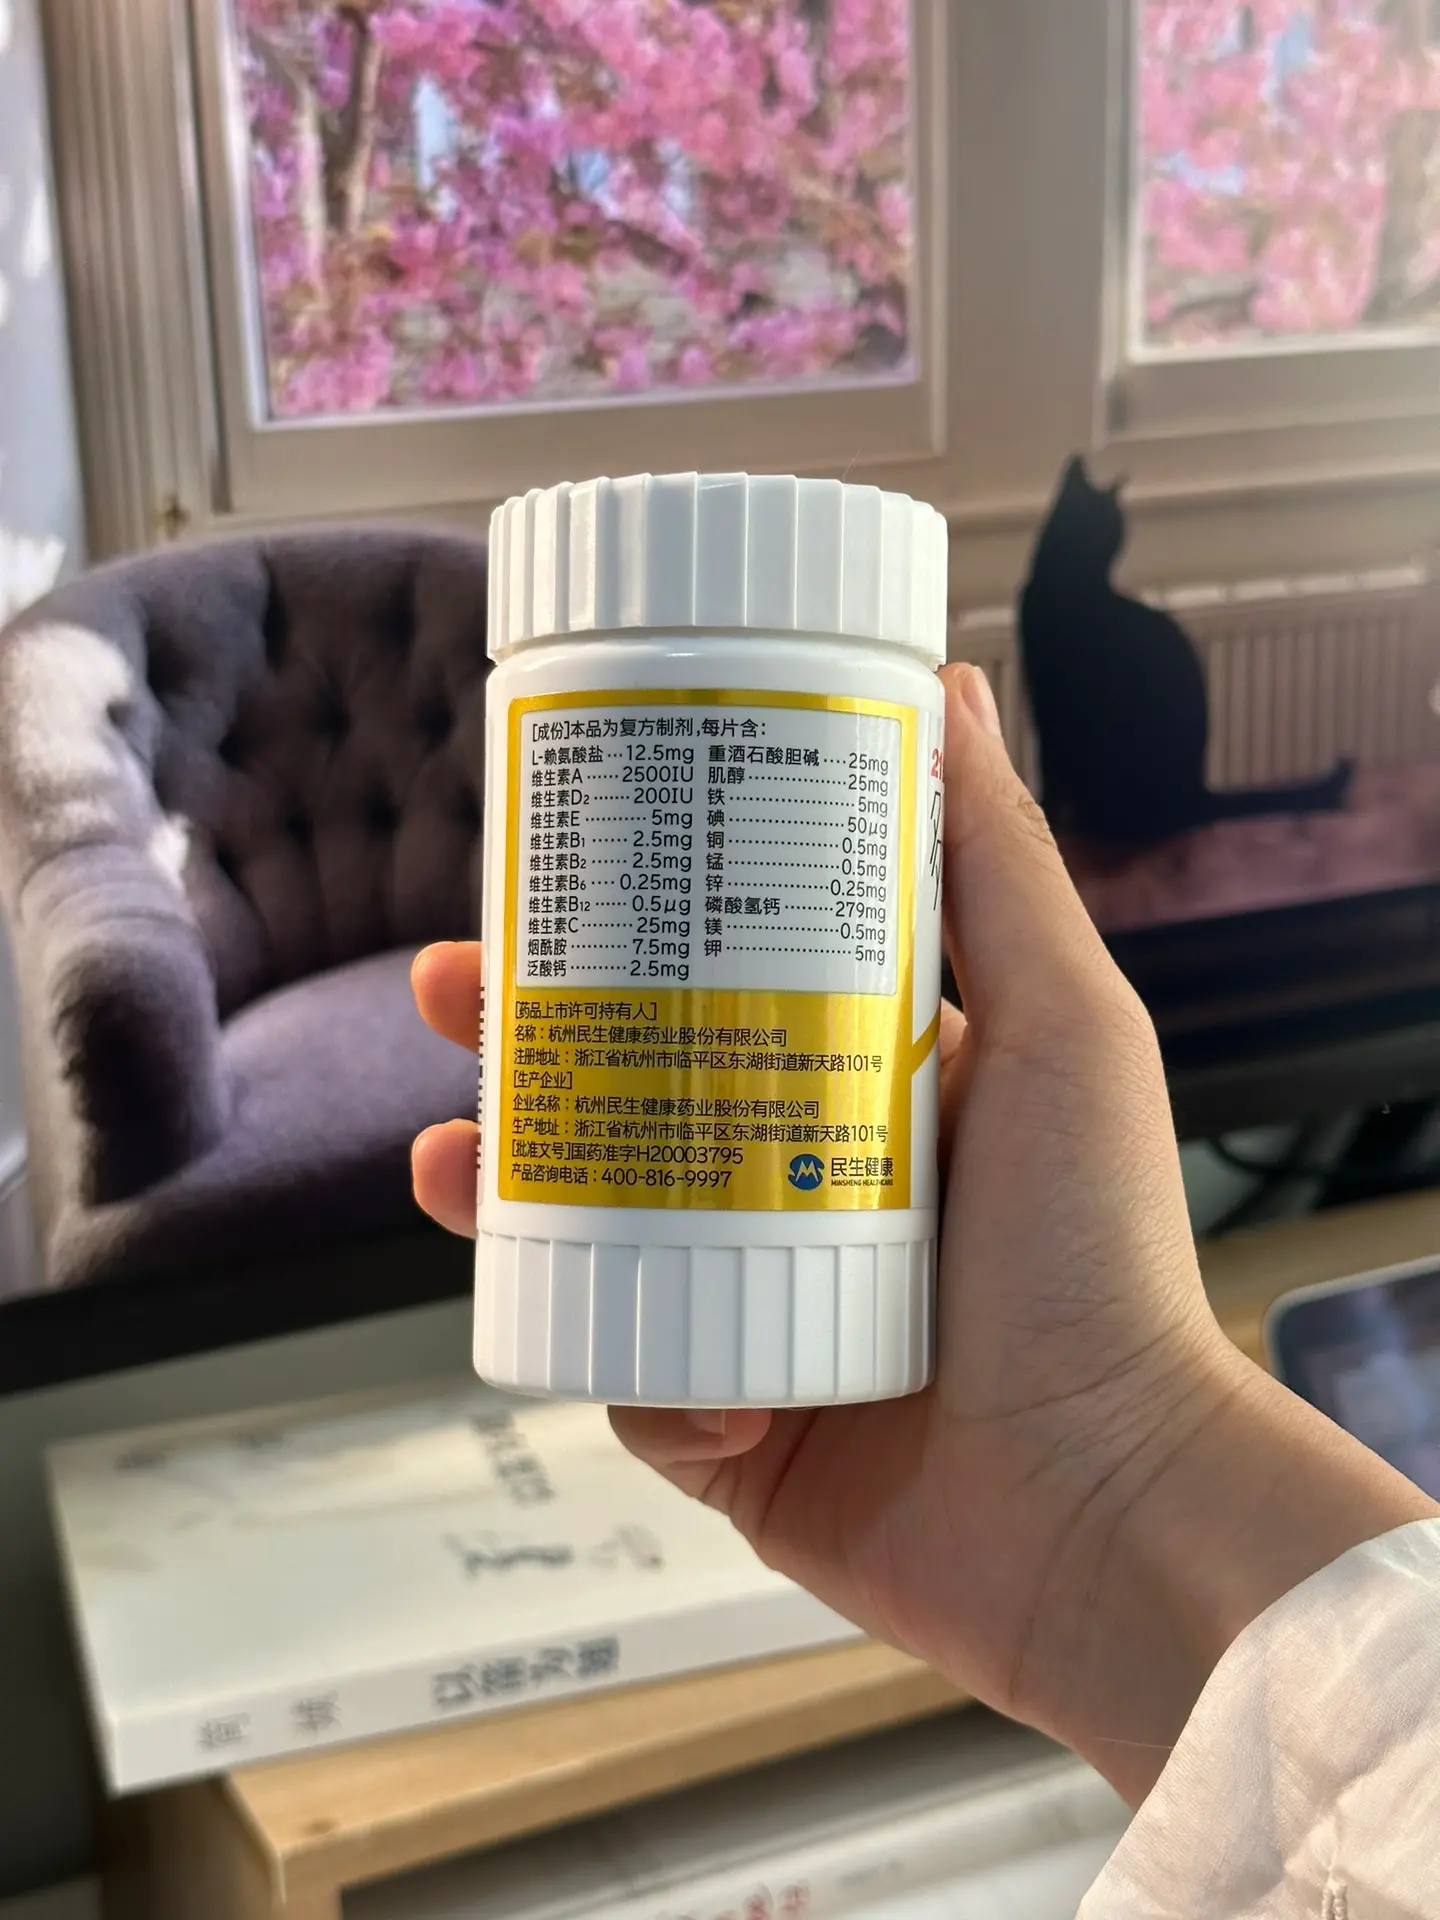 [成份]本品为复方制剂,每片含：
L-赖氨酸盐…12.5mg 重酒石酸胆碱….25mg
维生素A……2500IU 肌醇…………25mg
维生素D2…….200IU 铁……………5mg
维生素E………..5mg 碘……………50μg
维生素B1…….2.5mg 铜……………0.5mg
维生素B2…….2.5mg 锰……………0.5mg
维生素B6….0.25mg 锌……………0.25mg
维生素B12……0.5μg 磷酸氢钙………279mg
维生素C………25mg 镁……………0.5mg
烟酰胺……….7.5mg 钾……………5mg
泛酸钙……….2.5mg
[药品上市许可持有人]
名称：杭州民生健康药业股份有限公司
注册地址：浙江省杭州市临平区东湖街道新天路101号
[生产企业]
企业名称：杭州民生健康药业股份有限公司
生产地址：浙江省杭州市临平区东湖街道新天路101号
[批准文号]国药准字H20003795
产品咨询电话：400-816-9997
民生健康
MINSHENG HEALTHCARE